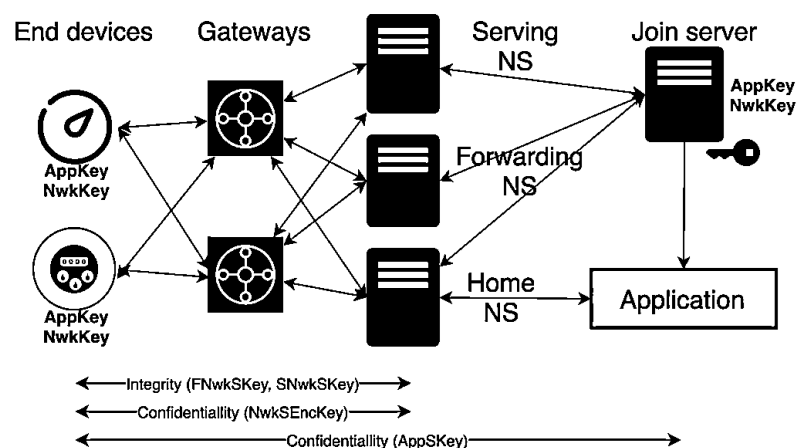 End devices
Gateways
Serving
NS
Join server
AppKey
NwkKey
AppKey
NwkKey
Forwarding
NS
AppKey
NwkKey
Home
NS
Application
Integrity (FNwkSKey, SNwkSKey)
Confidentiallity (NwkSEncKey)
Confidentiallity (AppSKey)